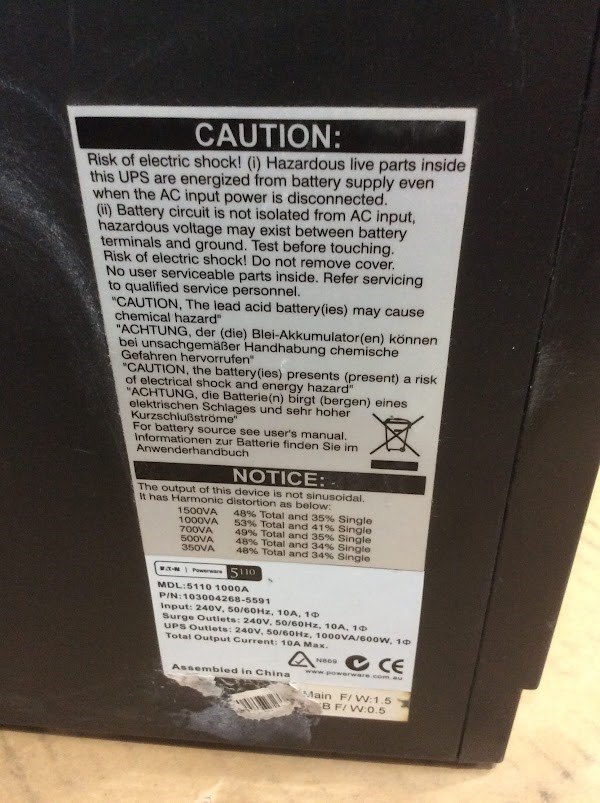 CAUTION:
Risk of electric shock! (i) Hazardous live parts inside
this UPS are energized from battery supply even
when the AC input power is disconnected.
(ii) Battery circuit is not isolated from AC input,
hazardous voltage may exist between battery
terminals and ground. Test before touching.
Risk of electric shock! Do not remove cover.
No user serviceable parts inside. Refer servicing
to qualified service personnel.
"CAUTION, The lead acid battery(ies) may cause
chemical hazard"
"ACHTUNG, der (die) Blei-Akkumulator(en) können
bei unsachgemäßer Handhabung chemische
Gefahren hervorrufen"
"CAUTION, the battery(ies) presents (present) a risk
of electrical shock and energy hazard"
"ACHTUNG, die Batterie(n) birgt (bergen) eines
elektrischen Schlages und sehr hoher
Kurzschlußströme"
For battery source see user's manual.
Informationen zur Batterie finden Sie im
Anwenderhandbuch
NOTICE:
The output of this device is not sinusoidal.
It has Harmonic distortion as below:
1500VA 48% Total and 35% Single
1000VA 53% Total and 41% Single
700VA 49% Total and 35% Single
500VA 48% Total and 34% Single
350VA 48% Total and 34% Single
EATON Powerware 5110
MDL:5110 1000A
P/N:103004268-5591
Input: 240V, 50/60Hz, 10A, 1Φ
Surge Outlets: 240V, 50/60Hz, 10A, 1Φ
UPS Outlets: 240V, 50/60Hz, 1000VA/600W, 1Φ
Total Output Current: 10A Max.
N869 CE
Assembled in China www.powerware.com.au
Main F/W:1.5
B F/W:0.5